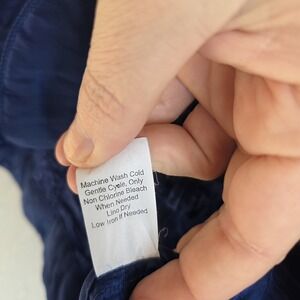 Machine Wash Cold
Gentle Cycle, Only
Non Chlorine Bleach
When Needed
Line Dry
Low Iron If Needed